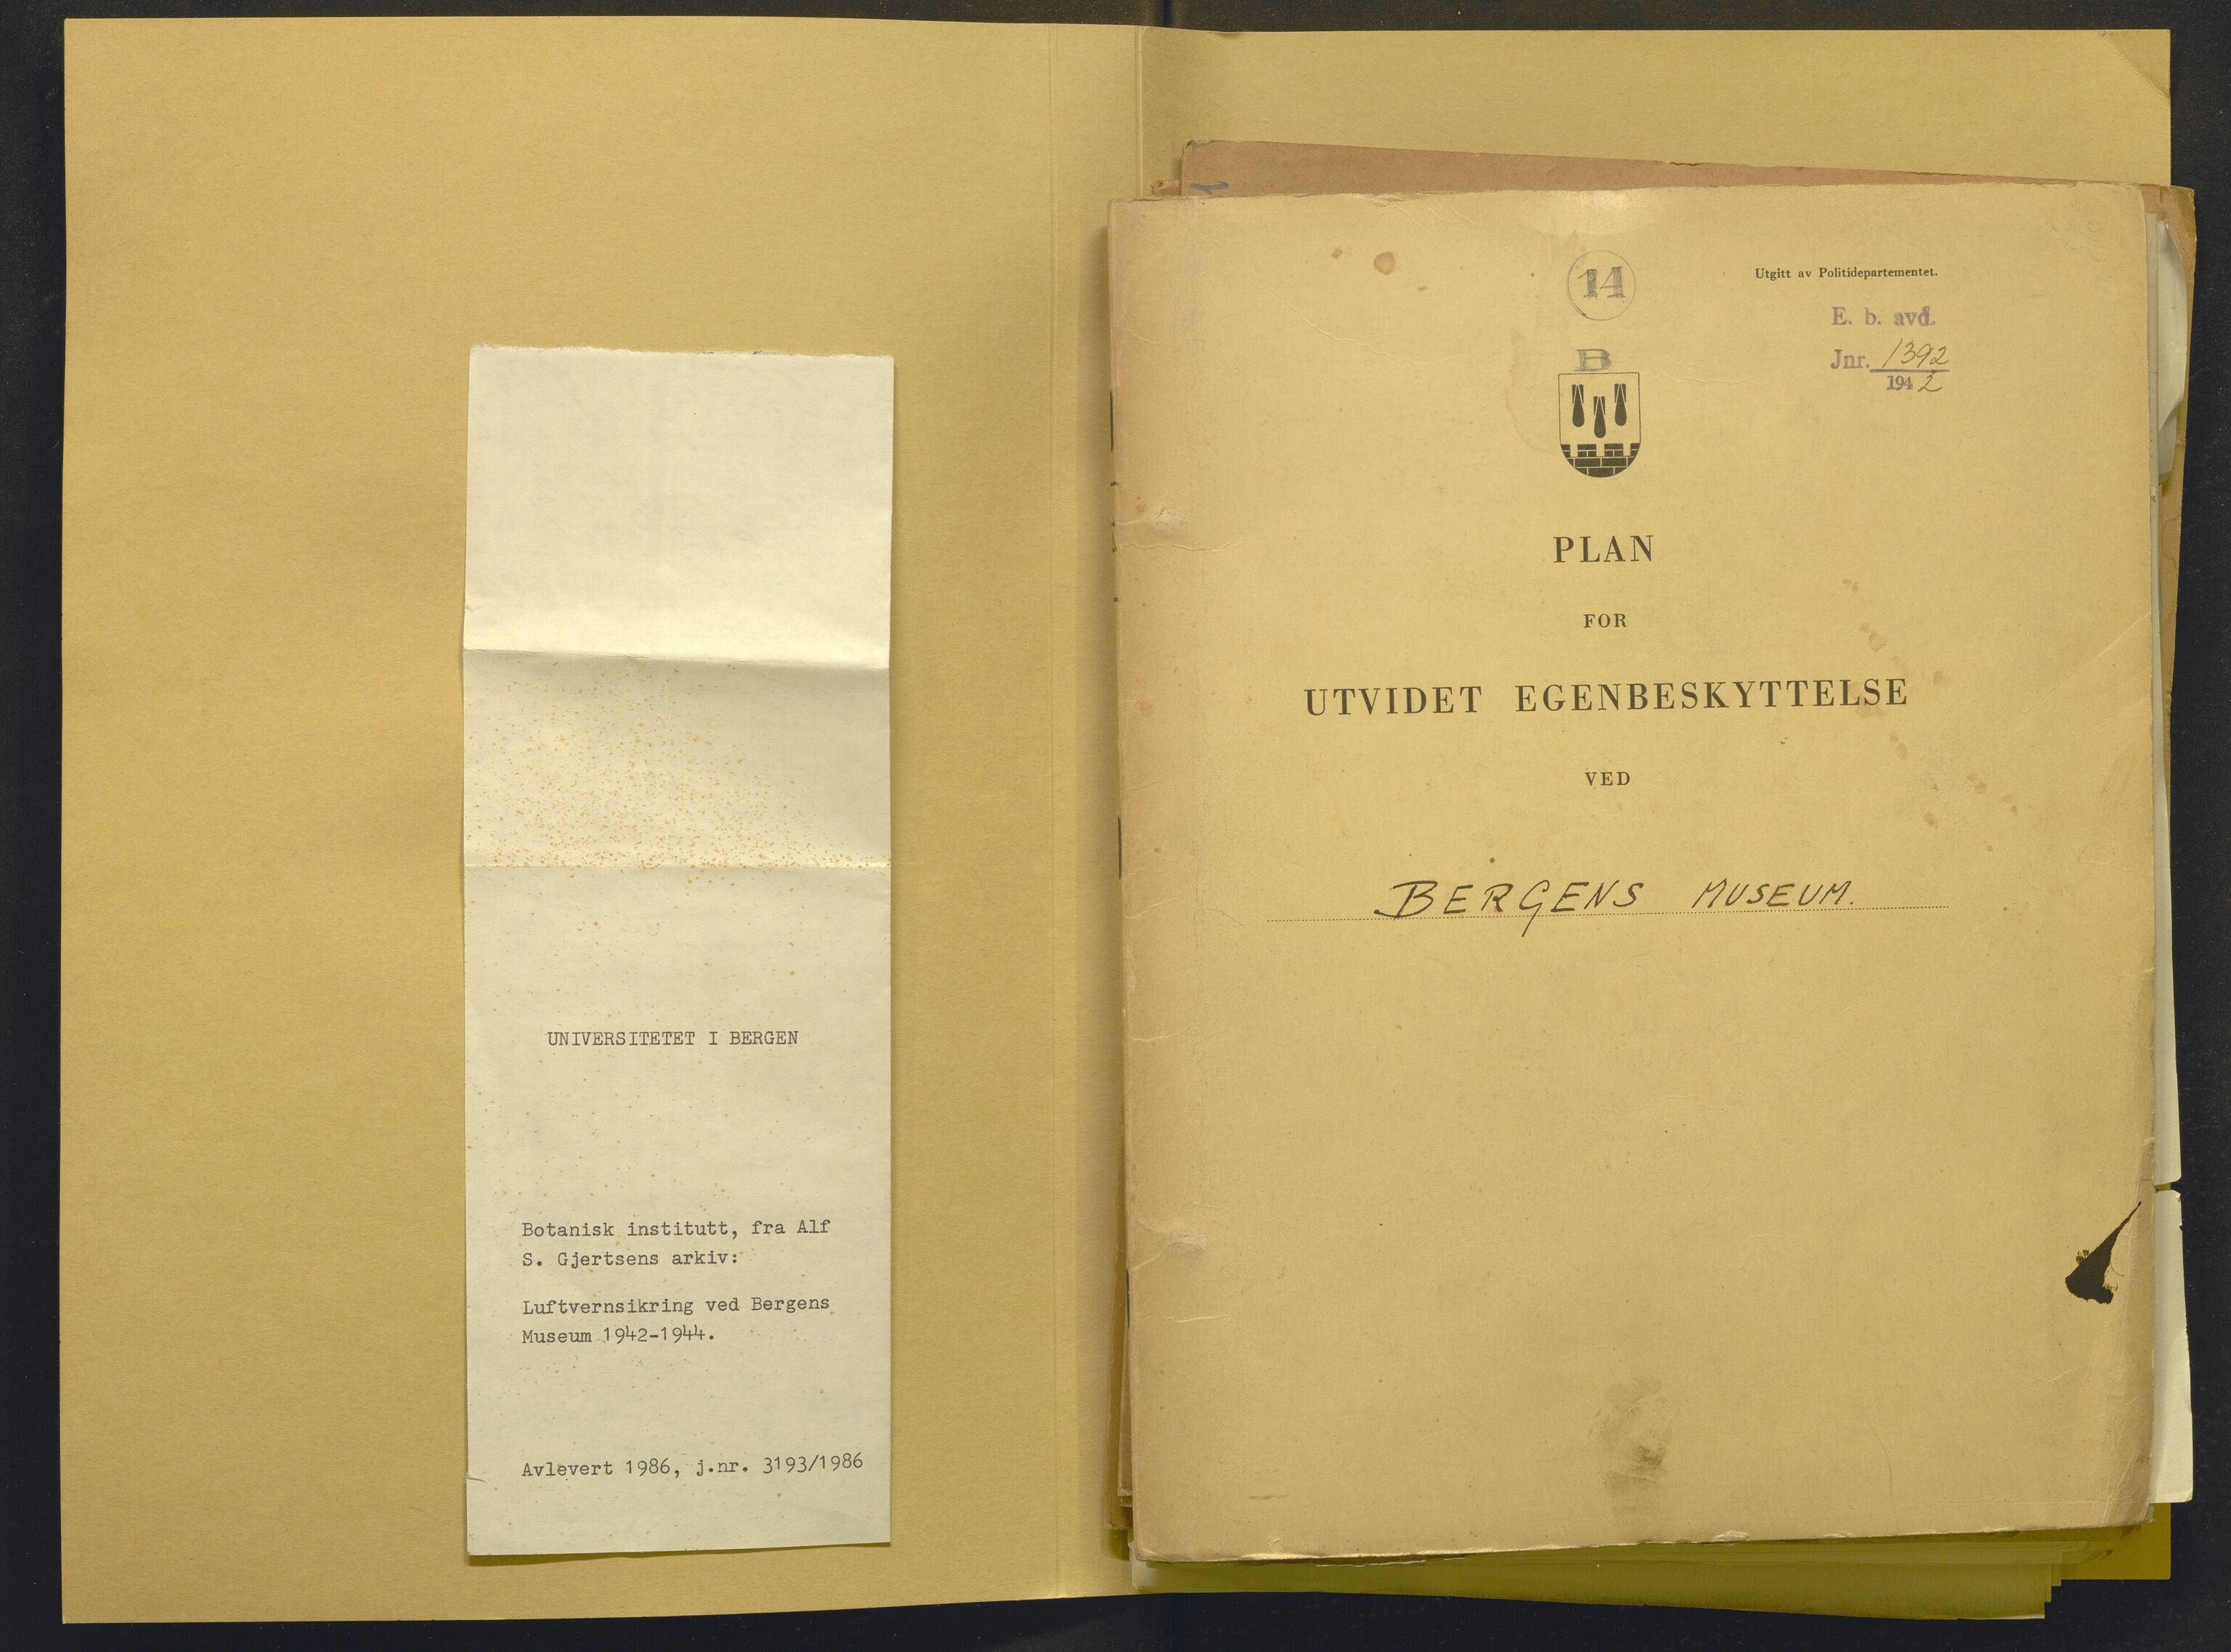 UNIVERSITETET I BERGEN
Botanisk institutt, fra Alf
S. Gjertsens arkiv:
Luftvernsikring ved Bergens
Museum 1942-1944.
Avlevert 1986, j.nr. 3193/1986
14
B
Utgitt av Politidepartementet.
E. b. avd.
Jnr. 1392
1942
PLAN
FOR
UTVIDET EGENBESKYTTELSE
VED
BERGENS MUSEUM.